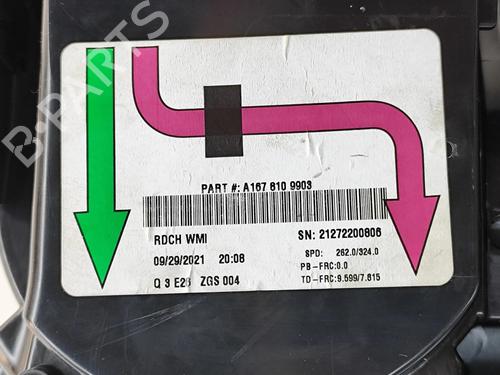 B-PARTS
PART #: A167 810 9903
RDCH WMI SN: 21272200806
09/29/2021 20:08 SPD: 262.0/324.0
PB-FRC:0.0
Q 3 E26 ZGS 004 TD-FRC:9.599/7.815